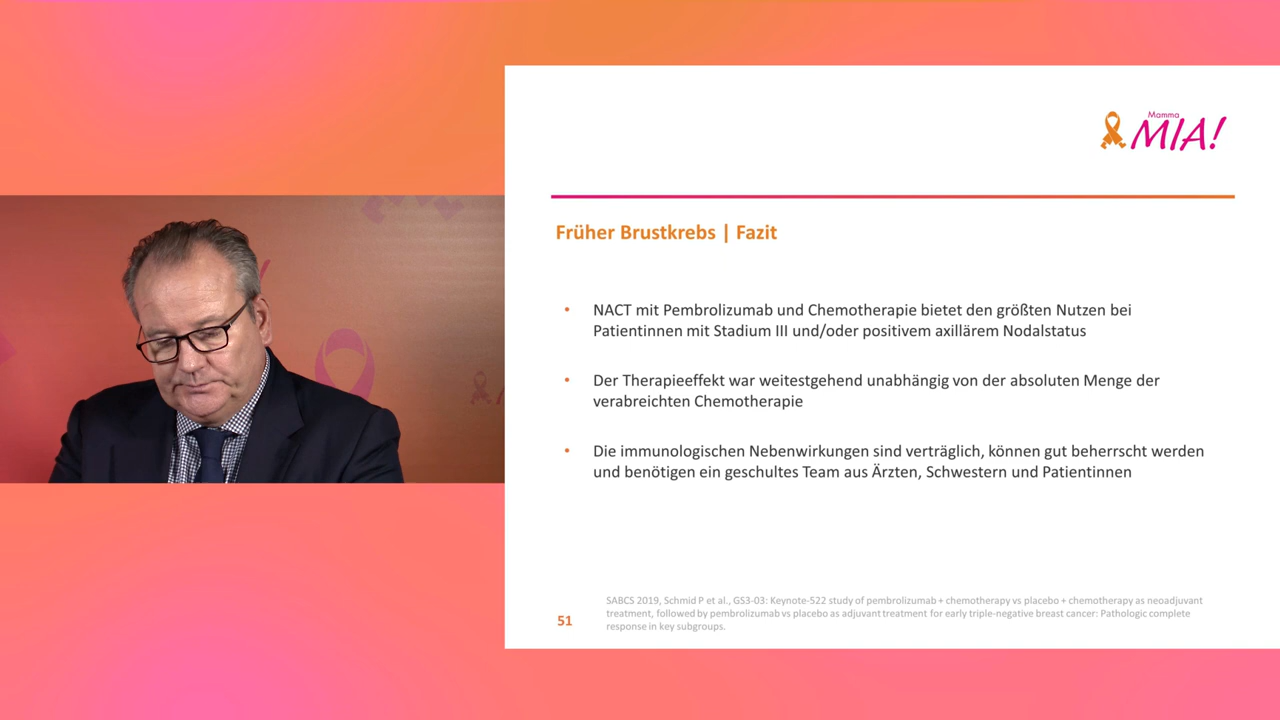 Mamma
MIA!
Früher Brustkrebs | Fazit
• NACT mit Pembrolizumab und Chemotherapie bietet den größten Nutzen bei
Patientinnen mit Stadium III und/oder positivem axillärem Nodalstatus
• Der Therapieeffekt war weitestgehend unabhängig von der absoluten Menge der
verabreichten Chemotherapie
• Die immunologischen Nebenwirkungen sind verträglich, können gut beherrscht werden
und benötigen ein geschultes Team aus Ärzten, Schwestern und Patientinnen
SABCS 2019, Schmid P et al., GS3-03: Keynote-522 study of pembrolizumab + chemotherapy vs placebo + chemotherapy as neoadjuvant
treatment, followed by pembrolizumab vs placebo as adjuvant treatment for early triple-negative breast cancer: Pathologic complete
response in key subgroups.
51